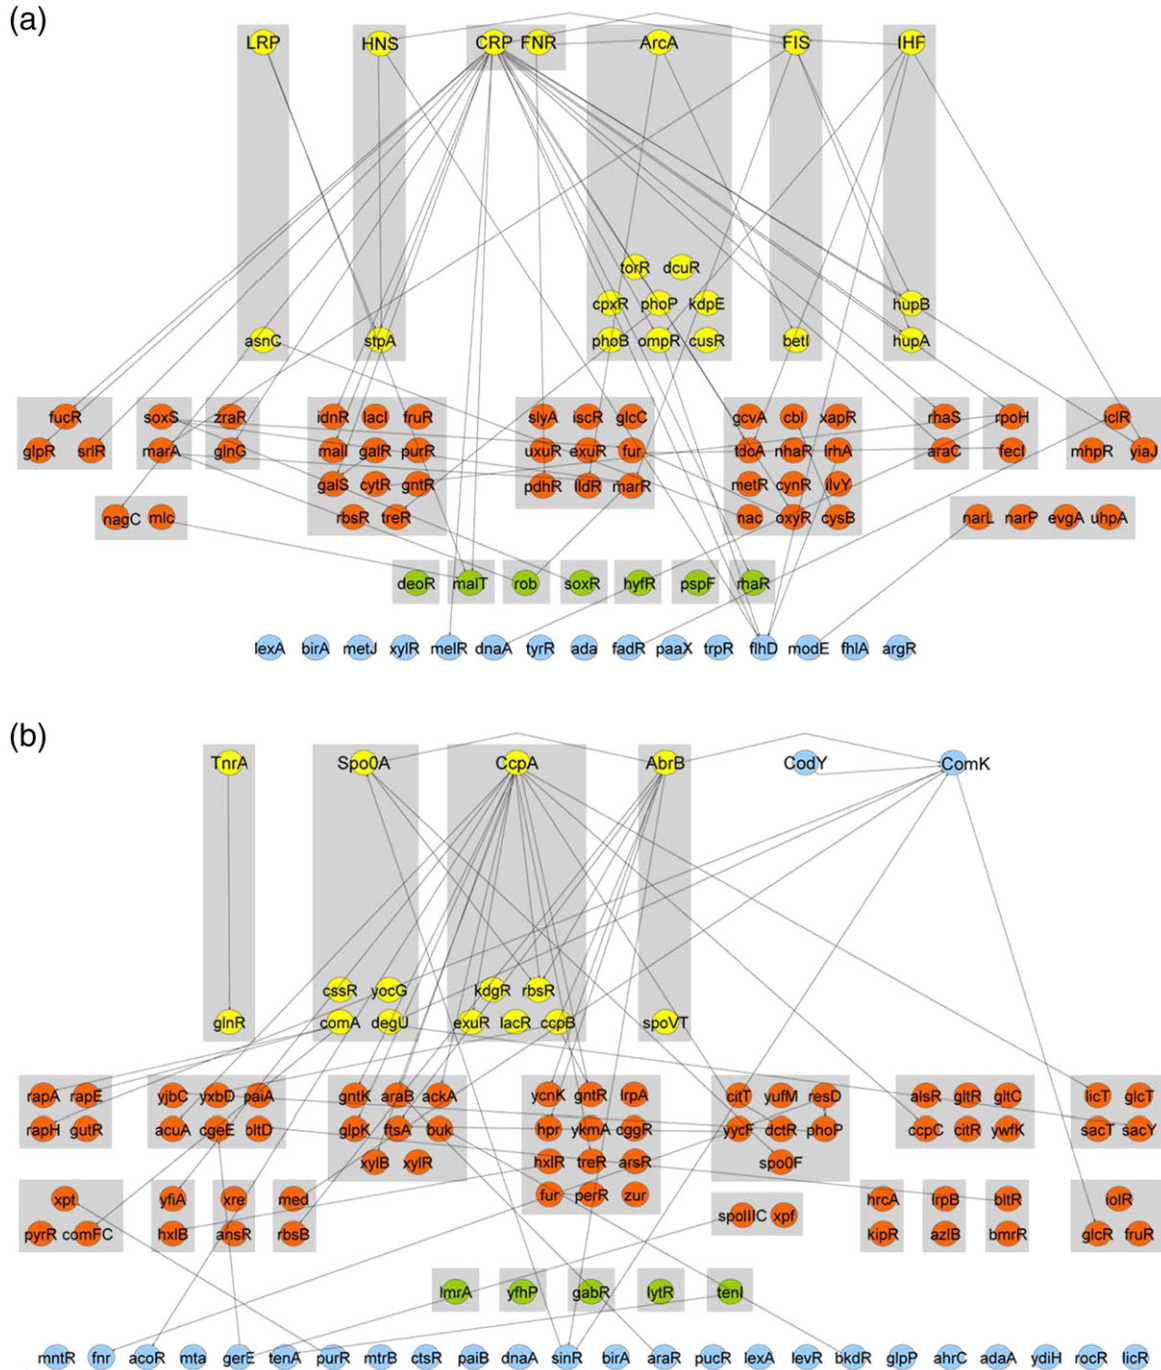 (a)
LRP HNS CRP FNR ArcA FIS IHF
torR dcuR
cpxR phoP kdpE hupB
asnC stpA phoB ompR cusR betI hupA
fucR soxS zraR idnR lacI fruR slyA iscR glcC gcvA cbl xapR rhaS rpoH iclR
glpR srlR marA glnG malI galR purR uxuR exuR fur tdcA nhaR lrhA araC fecI mhpR yiaJ
galS cytR gntR pdhR lldR marR metR cynR ilvY
nagC mlc rbsR treR nac oxyR cysB narL narP evgA uhpA
deoR malT rob soxR hyfR pspF rhaR
lexA birA metJ xylR melR dnaA tyrR ada fadR paaX trpR flhD modE fhlA argR
(b)
TnrA Spo0A CcpA AbrB CodY ComK
cssR yocG kdgR rbsR
glnR comA degU exuR lacR ccpB spoVT
rapA rapE yjbC yxbD paiA gntK araB ackA ycnK gntR lrpA citT yufM resD alsR gltR gltC licT glcT
rapH gutR acuA cgeE bltD glpK ftsA buk hpr ykmA cggR yycF dctR phoP ccpC citR ywfK sacT sacY
xylB xylR hxlR treR arsR spo0F
xpt yfiA xre med fur perR zur spoIIIC xpf hrcA lrpB bltR iolR
pyrR comFC hxlB ansR rbsB kipR azlB bmrR glcR fruR
lmrA yfhP gabR lytR tenI
mntR fnr acoR mta gerE tenA purR mtrB ctsR paiB dnaA sinR birA araR pucR lexA levR bkdR glpP ahrC adaA ydiH rocR licR